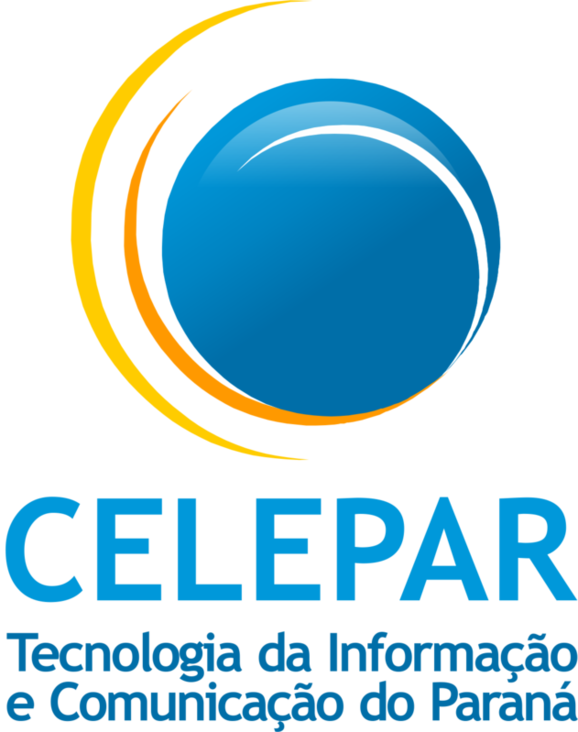 CELEPAR
Tecnologia da Informação
e Comunicação do Paraná